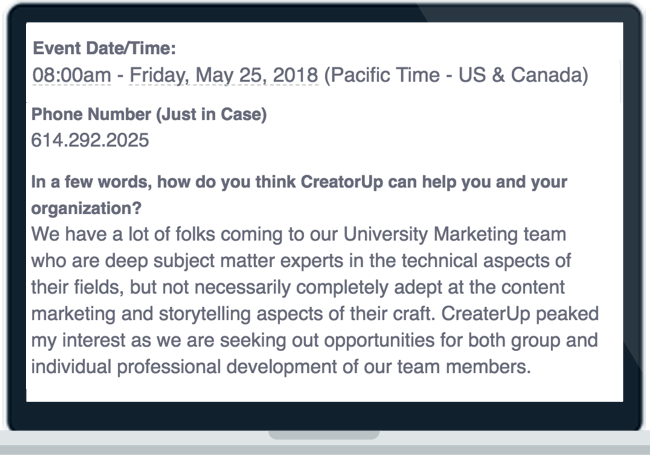 Event Date/Time:
08:00am - Friday, May 25, 2018 (Pacific Time - US & Canada)
Phone Number (Just in Case)
614.292.2025
In a few words, how do you think CreatorUp can help you and your
organization?
We have a lot of folks coming to our University Marketing team
who are deep subject matter experts in the technical aspects of
their fields, but not necessarily completely adept at the content
marketing and storytelling aspects of their craft. CreaterUp peaked
my interest as we are seeking out opportunities for both group and
individual professional development of our team members.